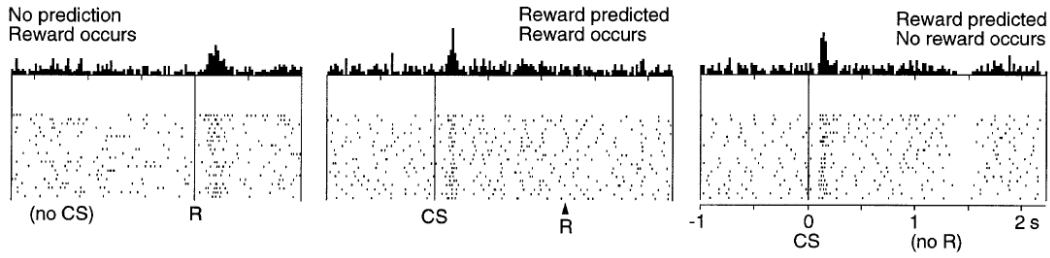 No prediction
Reward occurs
Reward predicted
Reward occurs
Reward predicted
No reward occurs
(no CS)
R
CS
R
-1
0
1
2 s
CS
(no R)